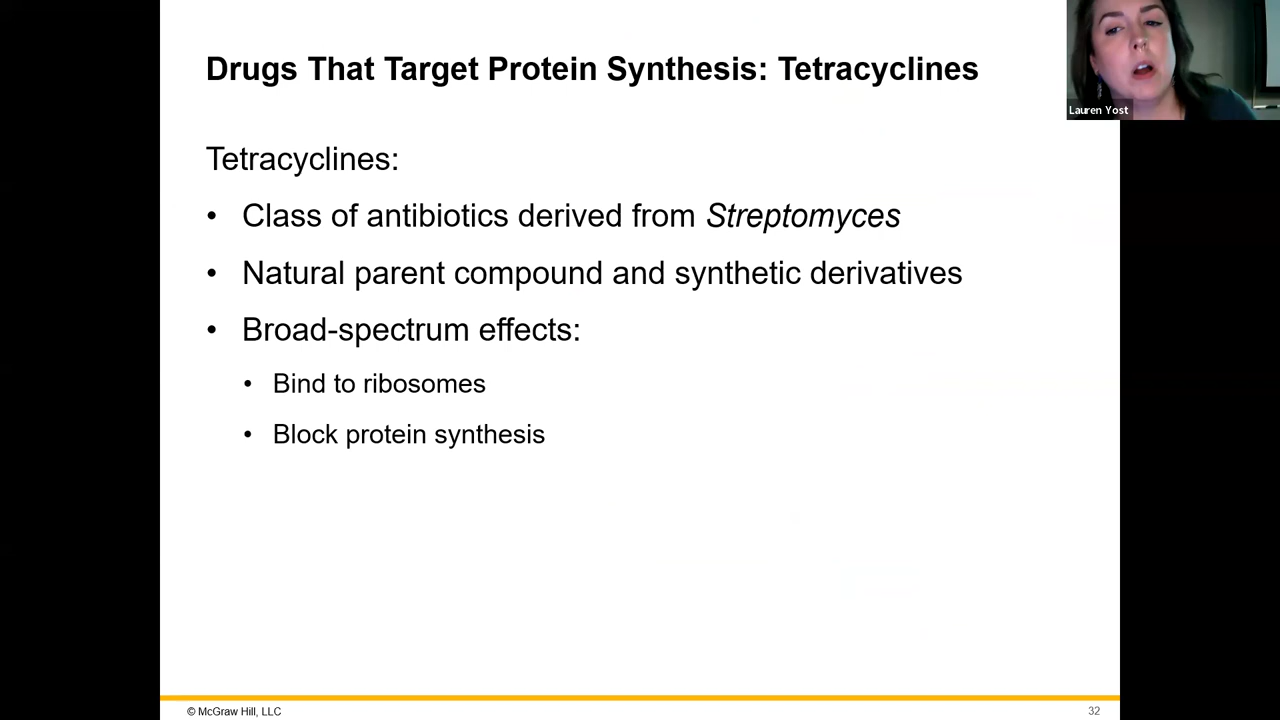 Drugs That Target Protein Synthesis: Tetracyclines
Lauren Yost
Tetracyclines:
• Class of antibiotics derived from Streptomyces
• Natural parent compound and synthetic derivatives
• Broad-spectrum effects:
• Bind to ribosomes
• Block protein synthesis
© McGraw Hill, LLC
32